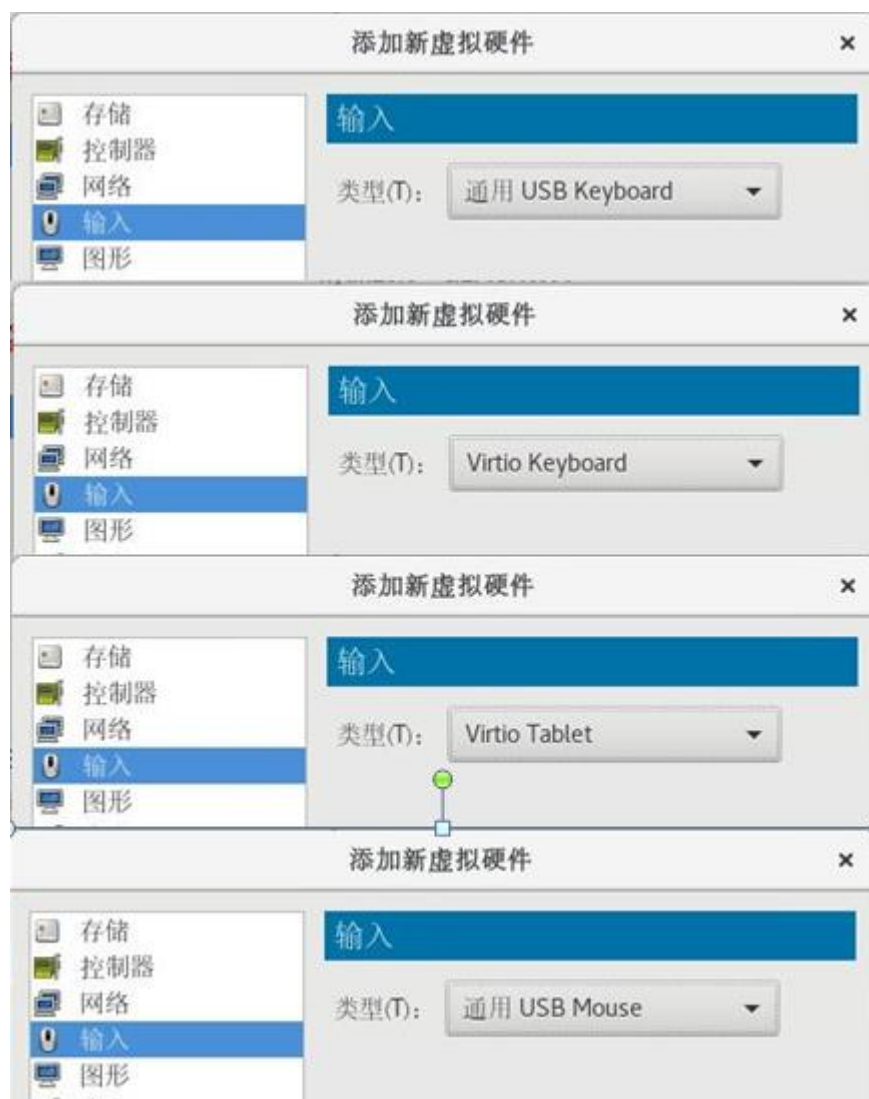 添加新虚拟硬件
存储
控制器
网络
输入
图形
输入
类型(T)： 通用 USB Keyboard
添加新虚拟硬件
存储
控制器
网络
输入
图形
输入
类型(T)： Virtio Keyboard
添加新虚拟硬件
存储
控制器
网络
输入
图形
输入
类型(T)： Virtio Tablet
添加新虚拟硬件
存储
控制器
网络
输入
图形
输入
类型(T)： 通用 USB Mouse